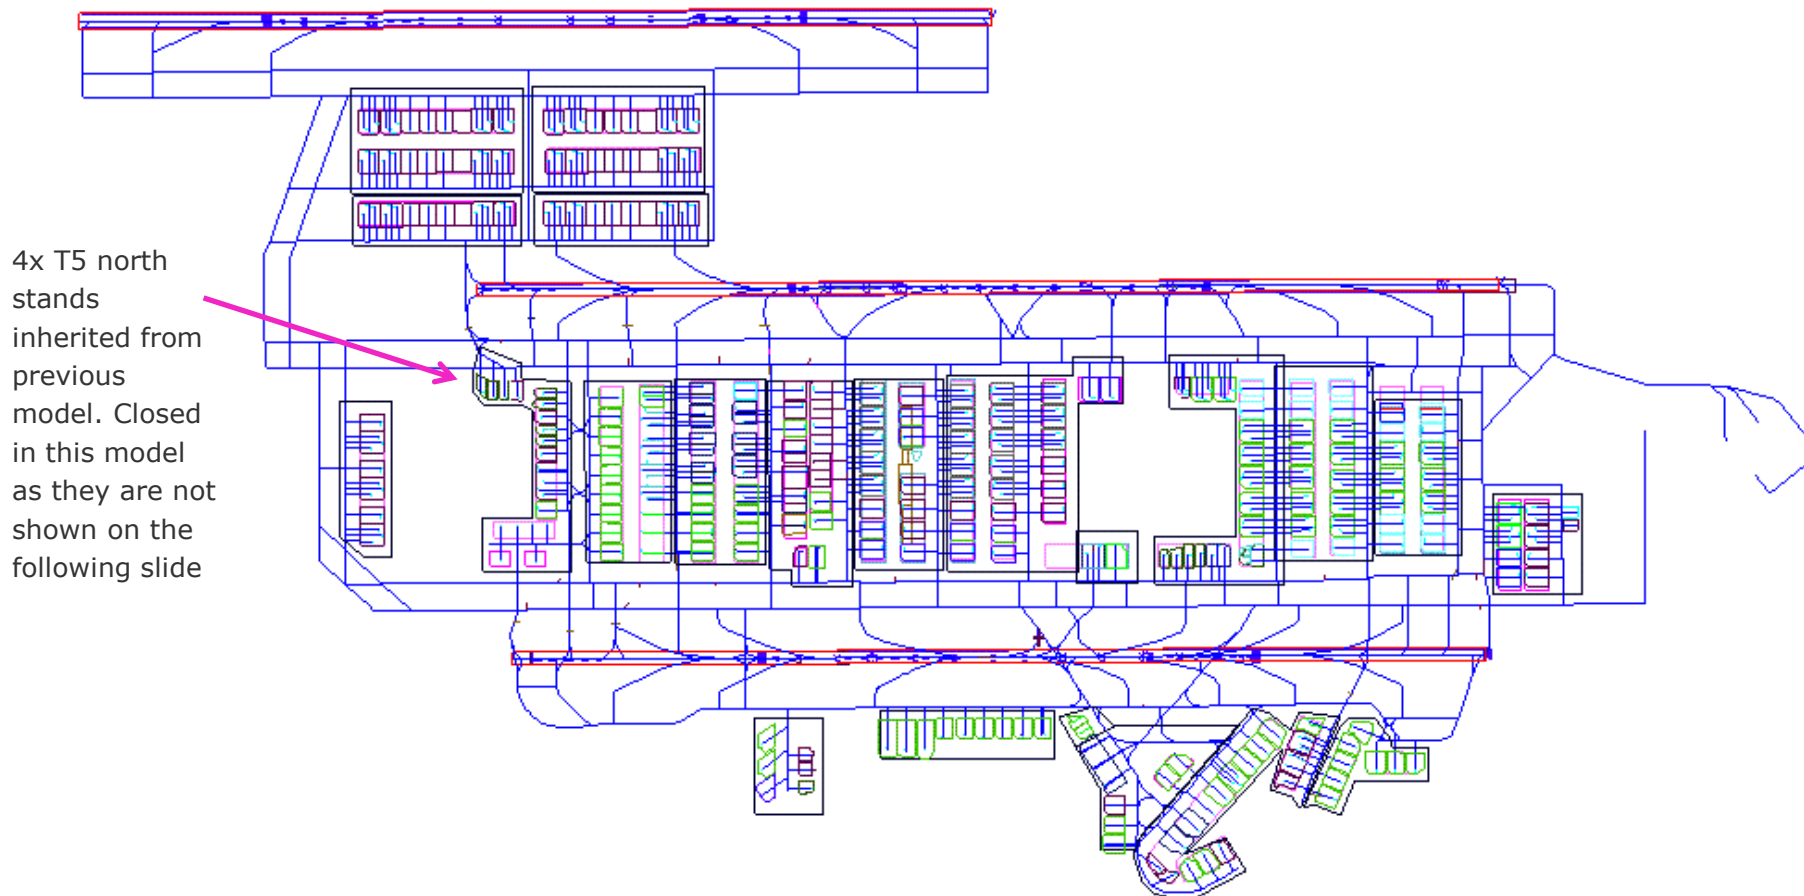 4x T5 north
stands
inherited from
previous
model. Closed
in this model
as they are not
shown on the
following slide